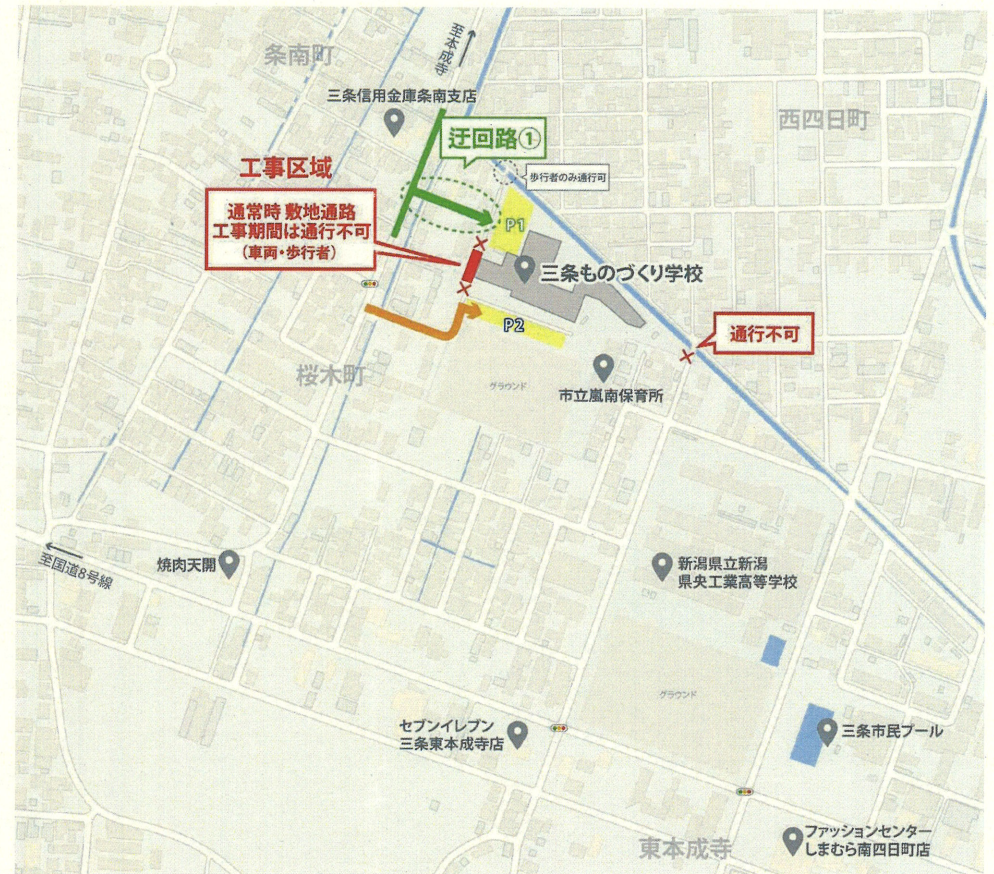 条南町
至本成寺
三条信用金庫条南支店
西四日町
迂回路①
歩行者のみ通行可
工事区域
通常時 敷地通路
工事期間は通行不可
(車両・歩行者)
P1
三条ものづくり学校
P2
通行不可
桜木町
グラウンド
市立嵐南保育所
至国道8号線
焼肉天開
新潟県立新潟
県央工業高等学校
グラウンド
セブンイレブン
三条東本成寺店
三条市民プール
東本成寺
ファッションセンター
しまむら南四日町店